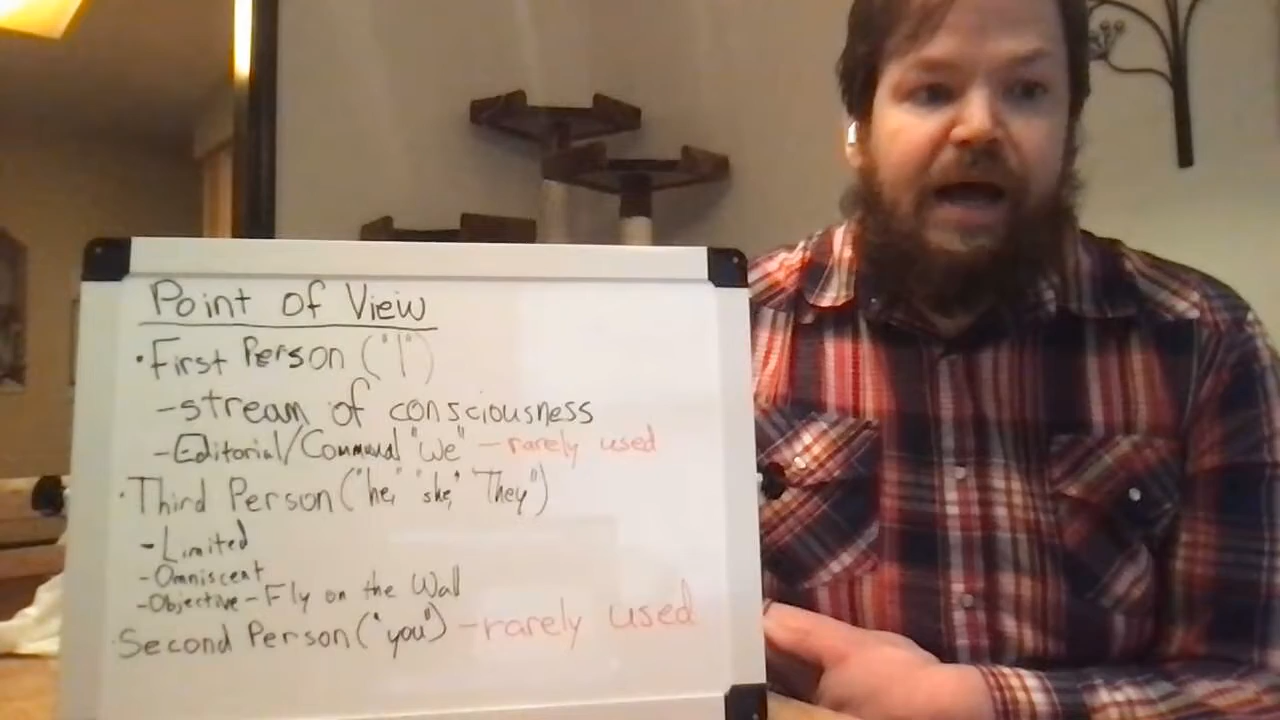 Point of View
•First Person ("I")
-stream of consciousness
-Editorial/Communal "We" -rarely used
•Third Person ("he," "she," "They")
-Limited
-Omniscent
-Objective-Fly on the Wall
•Second Person ("you") -rarely used